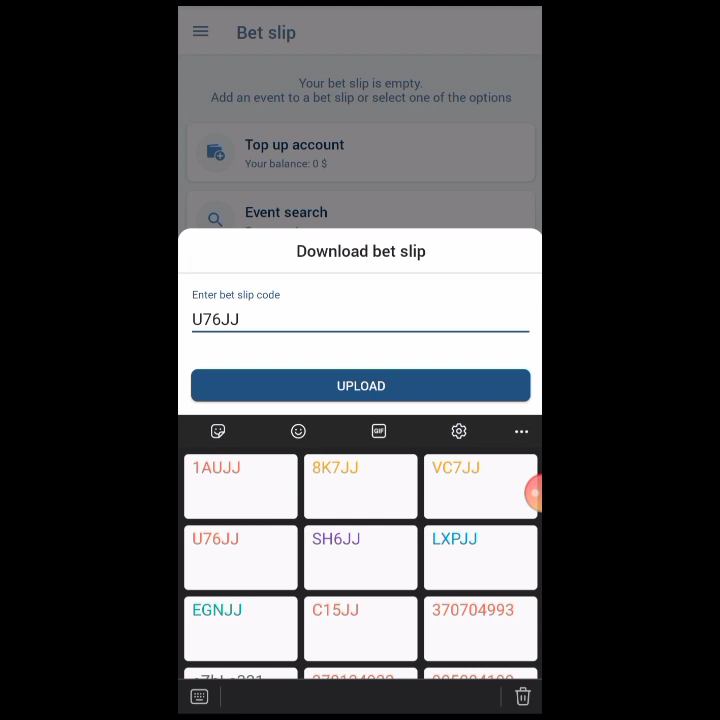 Bet slip
Your bet slip is empty.
Add an event to a bet slip or select one of the options
Top up account
Your balance: 0 $
Event search
Download bet slip
Enter bet slip code
U76JJ
UPLOAD
GIF
1AUJJ
8K7JJ
VC7JJ
U76JJ
SH6JJ
LXPJJ
EGNJJ
C15JJ
370704993